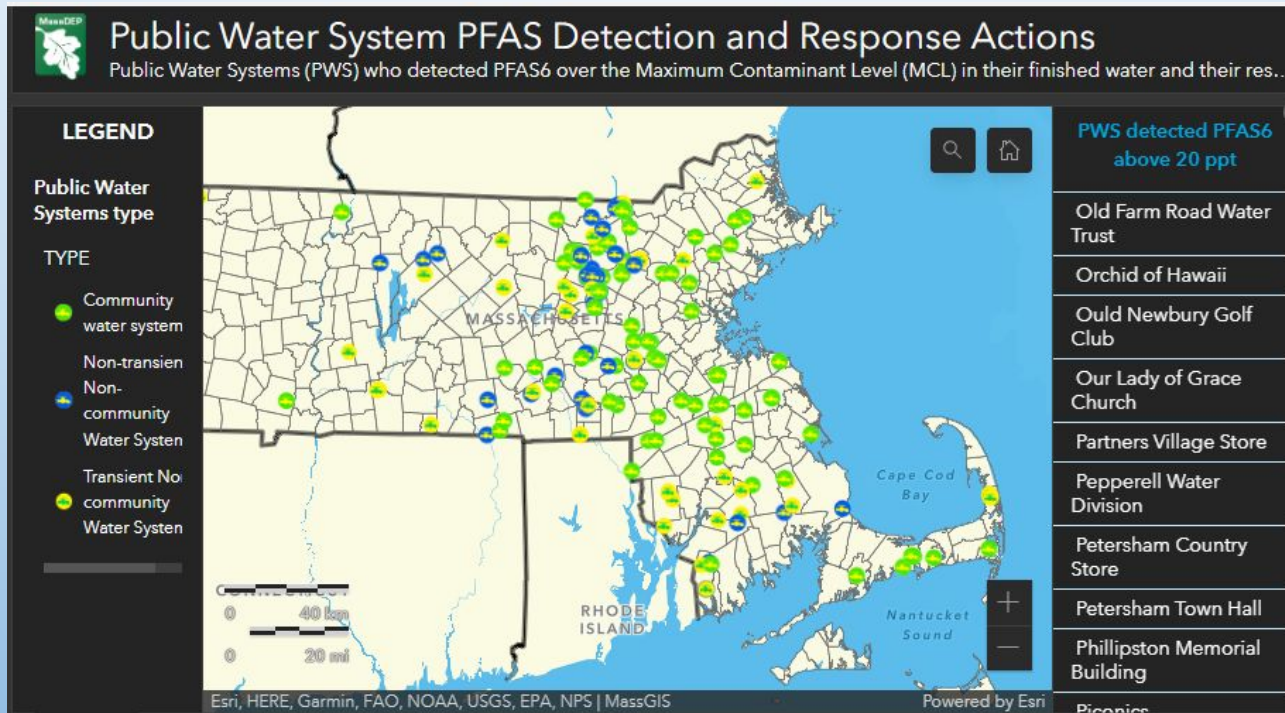 MassDEP
Public Water System PFAS Detection and Response Actions
Public Water Systems (PWS) who detected PFAS6 over the Maximum Contaminant Level (MCL) in their finished water and their res...
LEGEND
Public Water
Systems type
TYPE
Community
water system
Non-transien
Non-
community
Water Systen
Transient No
community
Water Systen
MASSACHUSETTS
Cape Cod
Bay
RHODE
ISLAND
Nantucket
Sound
0 40 km
0 20 mi
+
−
Esri, HERE, Garmin, FAO, NOAA, USGS, EPA, NPS | MassGIS
Powered by Esri
PWS detected PFAS6
above 20 ppt
Old Farm Road Water
Trust
Orchid of Hawaii
Ould Newbury Golf
Club
Our Lady of Grace
Church
Partners Village Store
Pepperell Water
Division
Petersham Country
Store
Petersham Town Hall
Phillipston Memorial
Building
Piconics